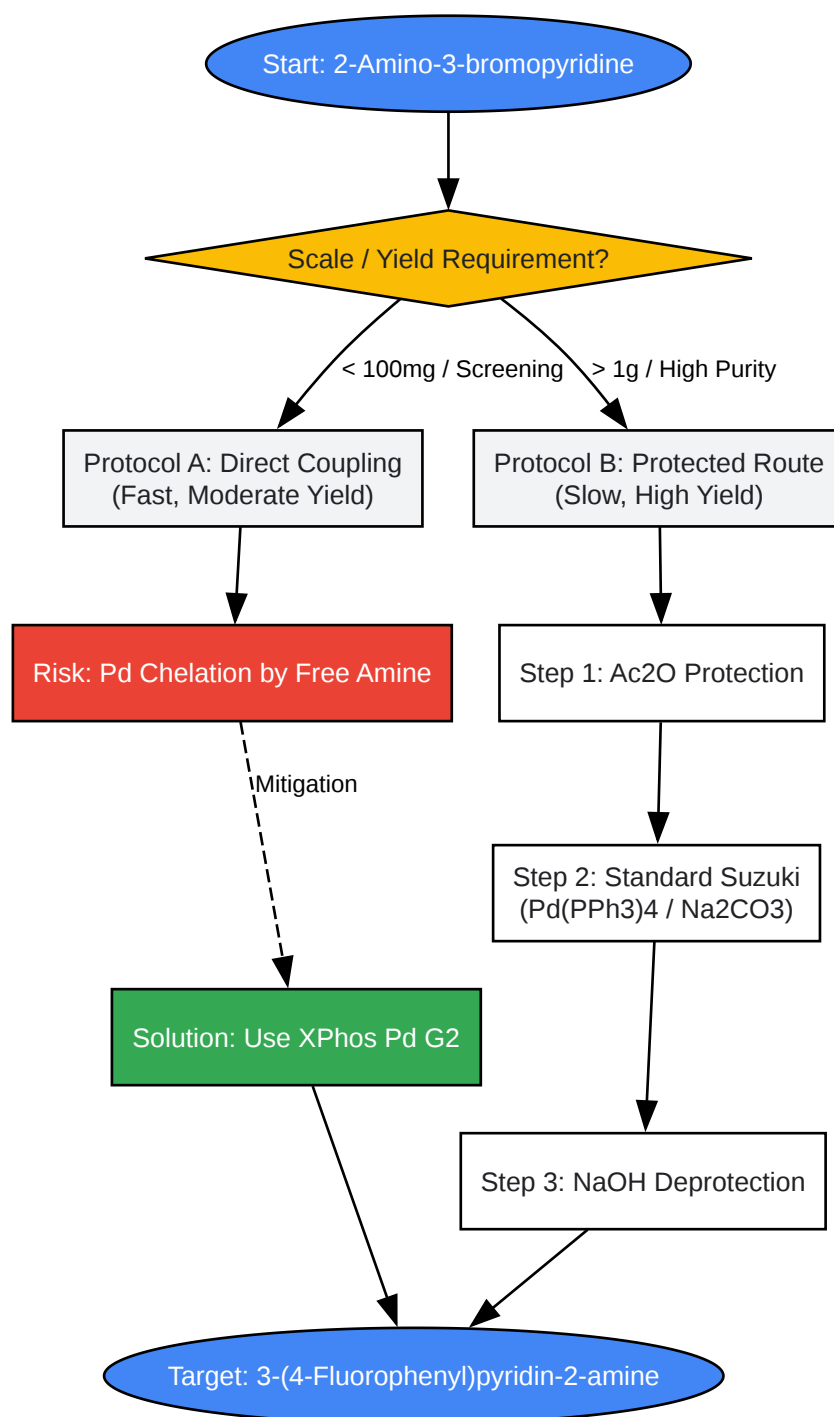 Start: 2-Amino-3-bromopyridine
Scale / Yield Requirement?
< 100mg / Screening
> 1g / High Purity
Protocol A: Direct Coupling
(Fast, Moderate Yield)
Protocol B: Protected Route
(Slow, High Yield)
Risk: Pd Chelation by Free Amine
Step 1: Ac2O Protection
Mitigation
Step 2: Standard Suzuki
(Pd(PPh3)4 / Na2CO3)
Solution: Use XPhos Pd G2
Step 3: NaOH Deprotection
Target: 3-(4-Fluorophenyl)pyridin-2-amine